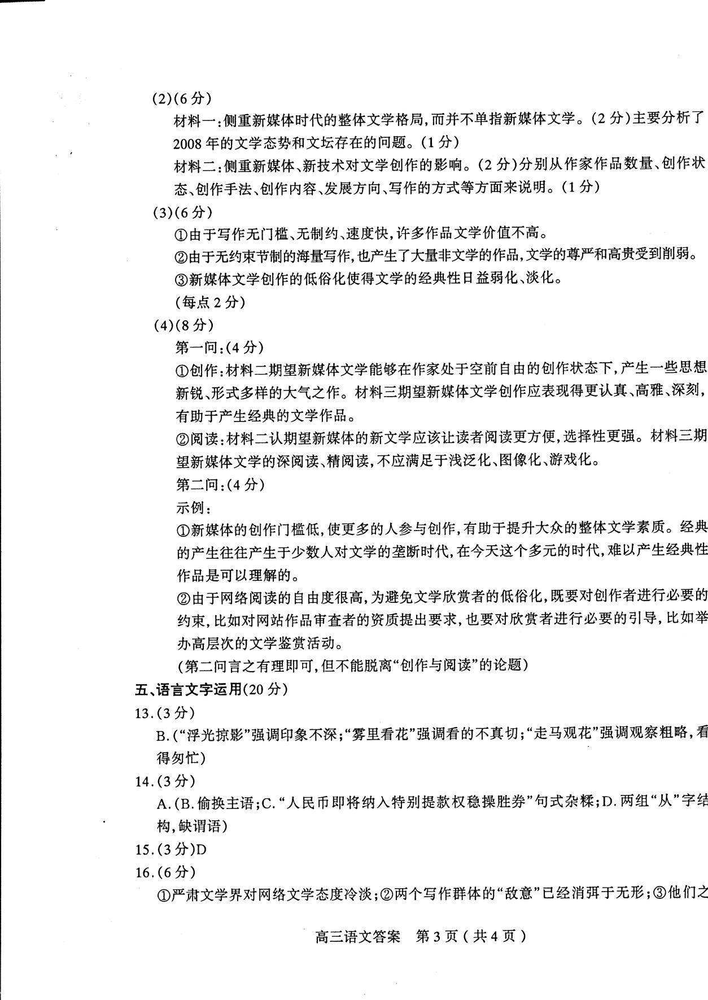 (2)(6 分)
材料一:侧重新媒体时代的整体文学格局,而并不单指新媒体文学。(2 分)主要分析了
2008 年的文学态势和文坛存在的问题。(1 分)
材料二:侧重新媒体、新技术对文学创作的影响。(2 分)分别从作家作品数量、创作状
态、创作手法、创作内容、发展方向、写作的方式等方面来说明。(1 分)
(3)(6 分)
①由于写作无门槛、无制约、速度快,许多作品文学价值不高。
②由于无约束节制的海量写作,也产生了大量非文学的作品,文学的尊严和高贵受到削弱。
③新媒体文学创作的低俗化使得文学的经典性日益弱化、淡化。
(每点 2 分)
(4)(8 分)
第一问:(4 分)
①创作:材料二期望新媒体文学能够在作家处于空前自由的创作状态下,产生一些思想
新锐、形式多样的大气之作。材料三期望新媒体文学创作应表现得更认真、高雅、深刻,
有助于产生经典的文学作品。
②阅读:材料二认期望新媒体的新文学应该让读者阅读更方便,选择性更强。材料三期
望新媒体文学的深阅读、精阅读,不应满足于浅泛化、图像化、游戏化。
第二问:(4 分)
示例:
①新媒体的创作门槛低,使更多的人参与创作,有助于提升大众的整体文学素质。经典
的产生往往产生于少数人对文学的垄断时代,在今天这个多元的时代,难以产生经典性
作品是可以理解的。
②由于网络阅读的自由度很高,为避免文学欣赏者的低俗化,既要对创作者进行必要的
约束,比如对网站作品审查者的资质提出要求,也要对欣赏者进行必要的引导,比如举
办高层次的文学鉴赏活动。
(第二问言之有理即可,但不能脱离“创作与阅读”的论题)
五、语言文字运用(20 分)
13.(3 分)
B.(“浮光掠影”强调印象不深;“雾里看花”强调看的不真切;“走马观花”强调观察粗略,看
得匆忙)
14.(3 分)
A.(B.偷换主语;C.“人民币即将纳入特别提款权稳操胜券”句式杂糅;D.两组“从”字结
构,缺谓语)
15.(3 分)D
16.(6 分)
①严肃文学界对网络文学态度冷淡;②两个写作群体的“敌意”已经消弭于无形;③他们之
高三语文答案 第 3 页 ( 共 4 页 )